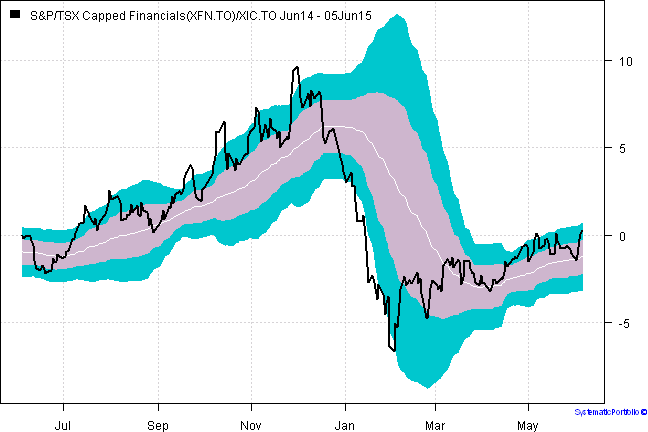 S&P/TSX Capped Financials(XFN.TO)/XIC.TO Jun14 - 05Jun15
10
5
0
-5
Jul Sep Nov Jan Mar May
SystematicPortfolio ©